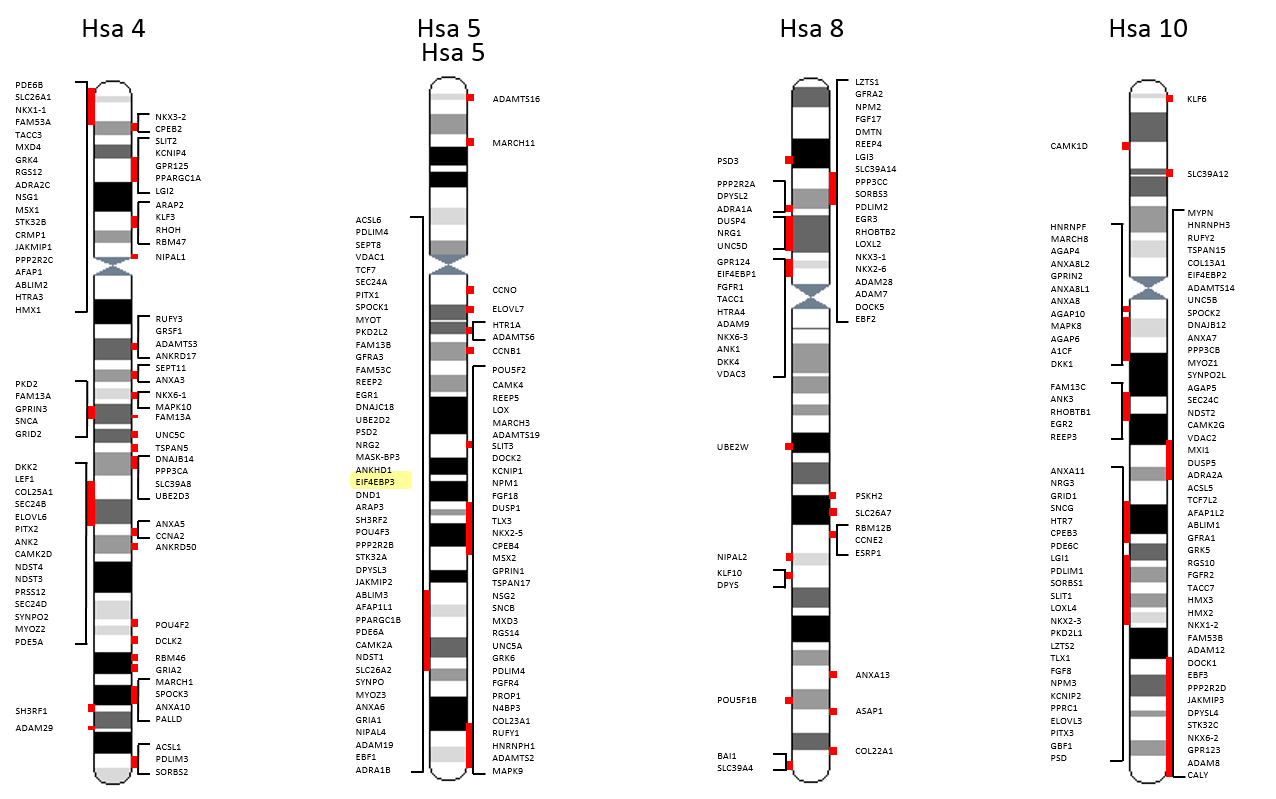 Hsa 4
PDE6B
SLC26A1
NKX1-1
FAM53A
TACC3
MXD4
GRK4
RGS12
ADRA2C
NSG1
MSX1
STK32B
CRMP1
JAKMIP1
PPP2R2C
AFAP1
ABLIM2
HTRA3
HMX1
PKD2
FAM13A
GPRIN3
SNCA
GRID2
DKK2
LEF1
COL25A1
SEC24B
ELOVL6
PITX2
ANK2
CAMK2D
NDST4
NDST3
PRSS12
SEC24D
SYNPO2
MYOZ2
PDE5A
SH3RF1
ADAM29
NKX3-2
CPEB2
SLIT2
KCNIP4
GPR125
PPARGC1A
LGI2
ARAP2
KLF3
RHOH
RBM47
NIPAL1
RUFY3
GRSF1
ADAMTS3
ANKRD17
SEPT11
ANXA3
NKX6-1
MAPK10
FAM13A
UNC5C
TSPAN5
DNAJB14
PPP3CA
SLC39A8
UBE2D3
ANXA5
CCNA2
ANKRD50
POU4F2
DCLK2
RBM46
GRIA2
MARCH1
SPOCK3
ANXA10
PALLD
ACSL1
PDLIM3
SORBS2
Hsa 5
Hsa 5
ACSL6
PDLIM4
SEPT8
VDAC1
TCF7
SEC24A
PITX1
SPOCK1
MYOT
PKD2L2
FAM13B
GFRA3
FAM53C
REEP2
EGR1
DNAJC18
UBE2D2
PSD2
NRG2
MASK-BP3
ANKHD1
EIF4EBP3
DND1
ARAP3
SH3RF2
POU4F3
PPP2R2B
STK32A
DPYSL3
JAKMIP2
ABLIM3
AFAP1L1
PPARGC1B
PDE6A
CAMK2A
NDST1
SLC26A2
SYNPO
MYOZ3
ANXA6
GRIA1
NIPAL4
ADAM19
EBF1
ADRA1B
ADAMTS16
MARCH11
CCNO
ELOVL7
HTR1A
ADAMTS6
CCNB1
POU5F2
CAMK4
REEP5
LOX
MARCH3
ADAMTS19
SLIT3
DOCK2
KCNIP1
NPM1
FGF18
DUSP1
TLX3
NKX2-5
CPEB4
MSX2
GPRIN1
TSPAN17
NSG2
SNCB
MXD3
RGS14
UNC5A
GRK6
PDLIM4
FGFR4
PROP1
N4BP3
COL23A1
RUFY1
HNRNPH1
ADAMTS2
MAPK9
Hsa 8
PSD3
PPP2R2A
DPYSL2
ADRA1A
DUSP4
NRG1
UNC5D
GPR124
EIF4EBP1
FGFR1
TACC1
HTRA4
ADAM9
NKX6-3
ANK1
DKK4
VDAC3
UBE2W
NIPAL2
KLF10
DPYS
POU5F1B
BAI1
SLC39A4
LZTS1
GFRA2
NPM2
FGF17
DMTN
REEP4
LGI3
SLC39A14
PPP3CC
SORBS3
PDLIM2
EGR3
RHOBTB2
LOXL2
NKX3-1
NKX2-6
ADAM28
ADAM7
DOCK5
EBF2
PSKH2
SLC26A7
RBM12B
CCNE2
ESRP1
ANXA13
ASAP1
COL22A1
Hsa 10
CAMK1D
HNRNPF
MARCH8
AGAP4
ANXA8L2
GPRIN2
ANXA8L1
ANXA8
AGAP10
MAPK8
AGAP6
A1CF
DKK1
FAM13C
ANK3
RHOBTB1
EGR2
REEP3
ANXA11
NRG3
GRID1
SNCG
HTR7
CPEB3
PDE6C
LGI1
PDLIM1
SORBS1
SLIT1
LOXL4
NKX2-3
PKD2L1
LZTS2
TLX1
FGF8
NPM3
KCNIP2
PPRC1
ELOVL3
PITX3
GBF1
PSD
KLF6
SLC39A12
MYPN
HNRNPH3
RUFY2
TSPAN15
COL13A1
EIF4EBP2
ADAMTS14
UNC5B
SPOCK2
DNAJB12
ANXA7
PPP3CB
MYOZ1
SYNPO2L
AGAP5
SEC24C
NDST2
CAMK2G
VDAC2
MXI1
DUSP5
ADRA2A
ACSL5
TCF7L2
AFAP1L2
ABLIM1
GFRA1
GRK5
RGS10
FGFR2
TACC7
HMX3
HMX2
NKX1-2
FAM53B
ADAM12
DOCK1
EBF3
PPP2R2D
JAKMIP3
DPYSL4
STK32C
NKX6-2
GPR123
ADAM8
CALY